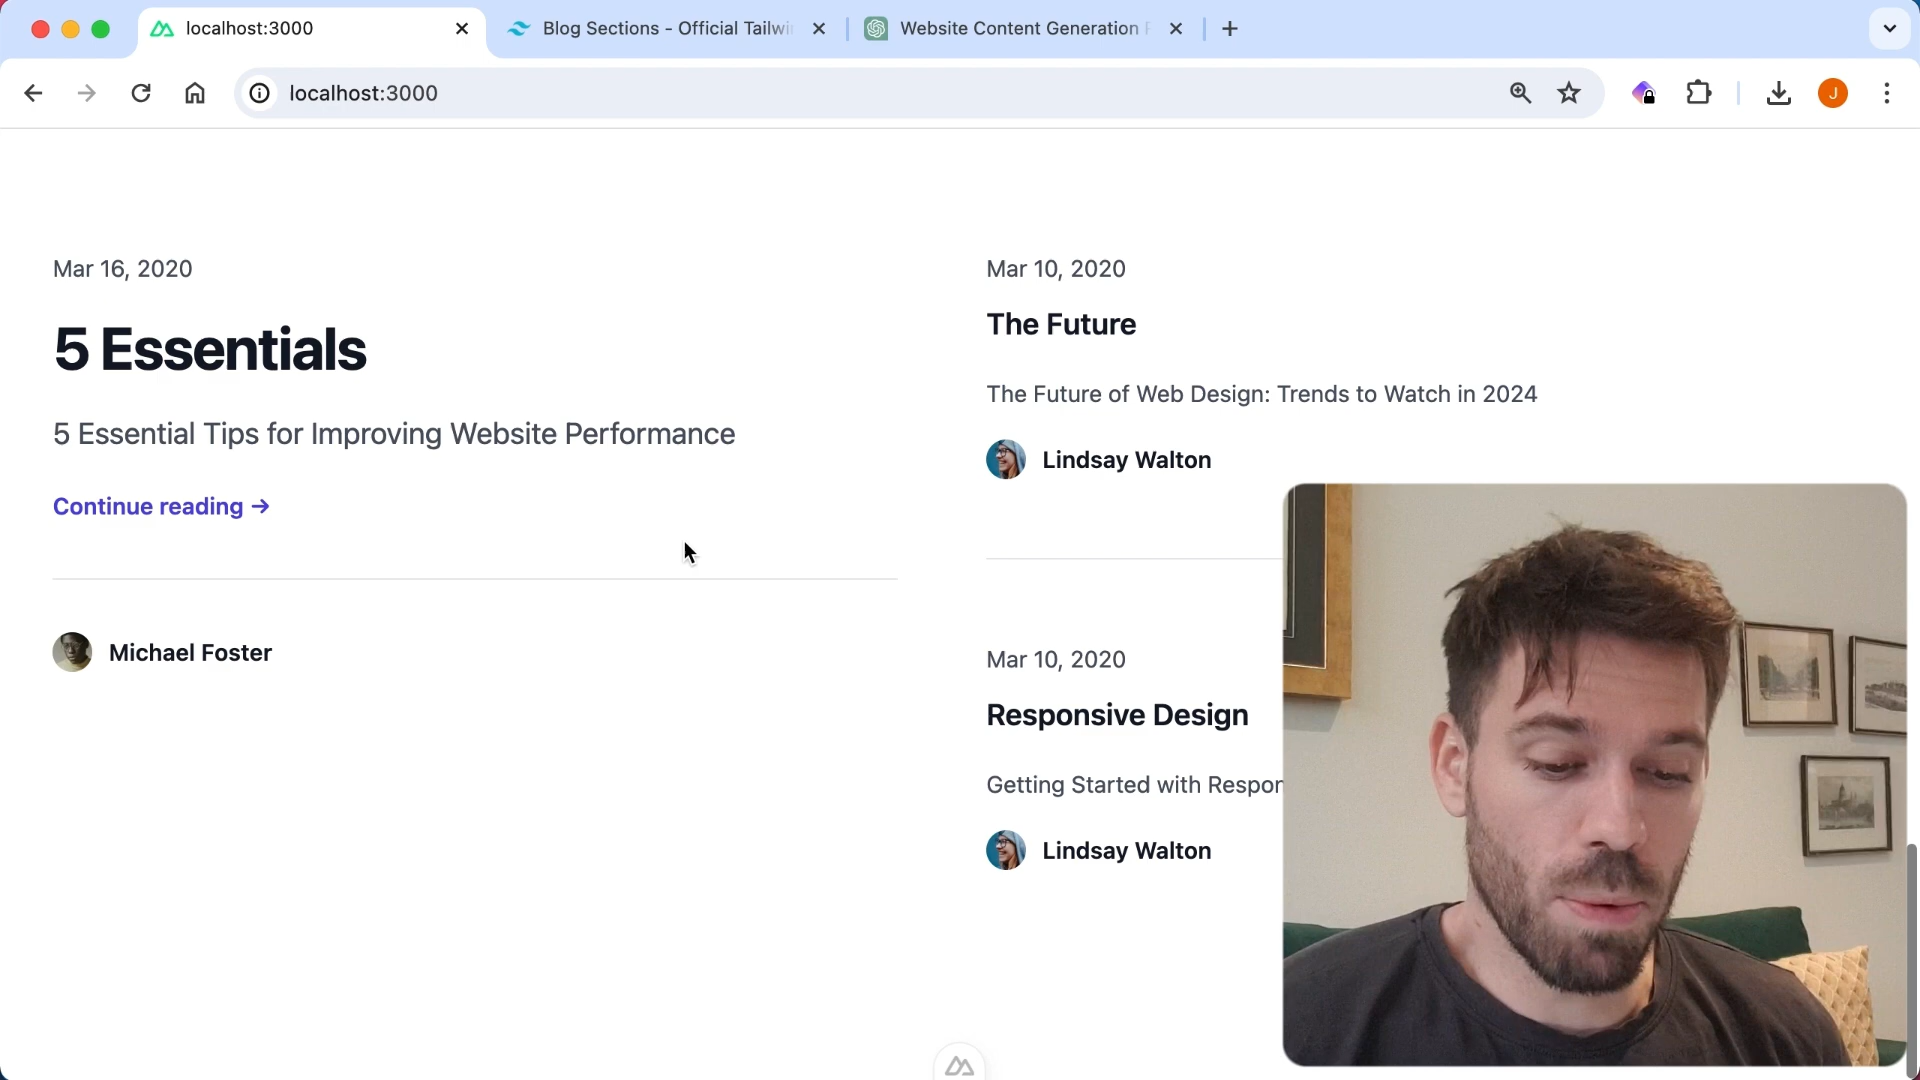 localhost:3000
Blog Sections - Official Tailwi
Website Content Generation
localhost:3000
J
Mar 16, 2020
5 Essentials
5 Essential Tips for Improving Website Performance
Continue reading →
Michael Foster
Mar 10, 2020
The Future
The Future of Web Design: Trends to Watch in 2024
Lindsay Walton
Mar 10, 2020
Responsive Design
Getting Started with Respon
Lindsay Walton